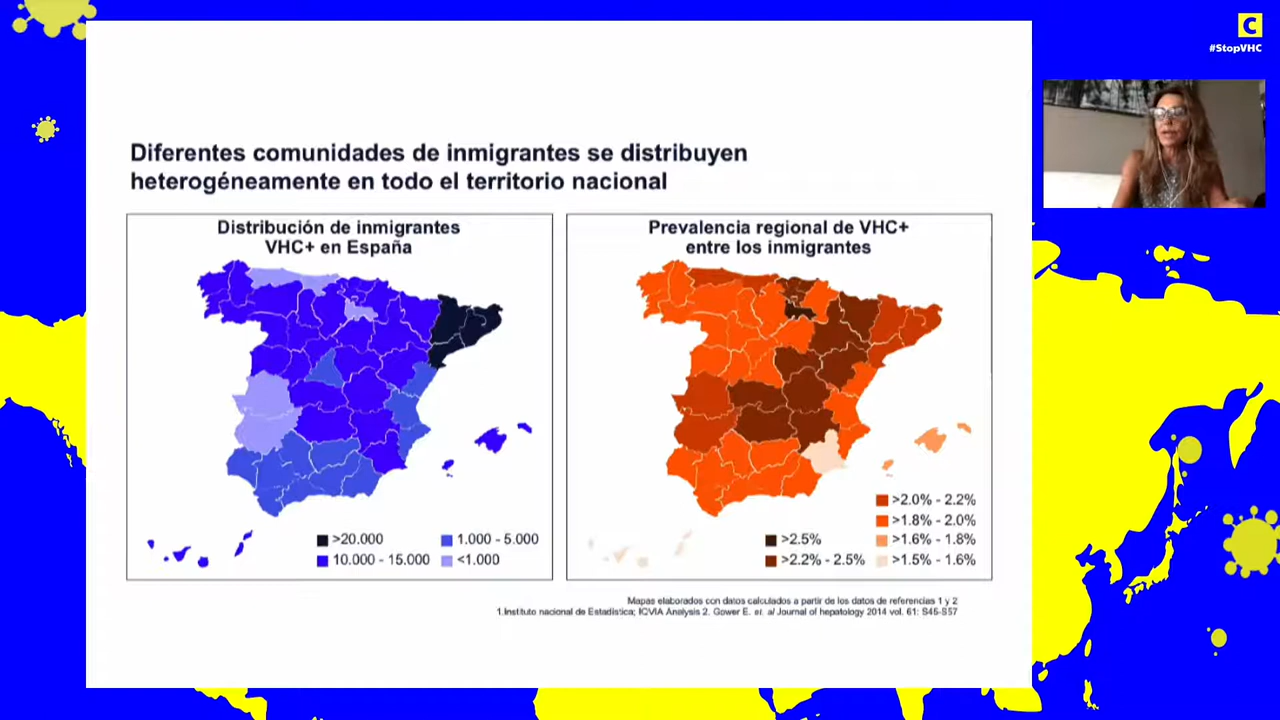 C
#StopVHC
Diferentes comunidades de inmigrantes se distribuyen
heterogéneamente en todo el territorio nacional
Distribución de inmigrantes
VHC+ en España
>20.000
1.000 - 5.000
10.000 - 15.000
<1.000
Prevalencia regional de VHC+
entre los inmigrantes
>2.0% - 2.2%
>1.8% - 2.0%
>2.5%
>1.6% - 1.8%
>2.2% - 2.5%
>1.5% - 1.6%
Mapas elaborados con datos calculados a partir de los datos de referencias 1 y 2
1.Instituto nacional de Estadística; ICVIA Analysis 2. Gower E. et. al Journal of hepatology 2014 vol. 61: S45-S57